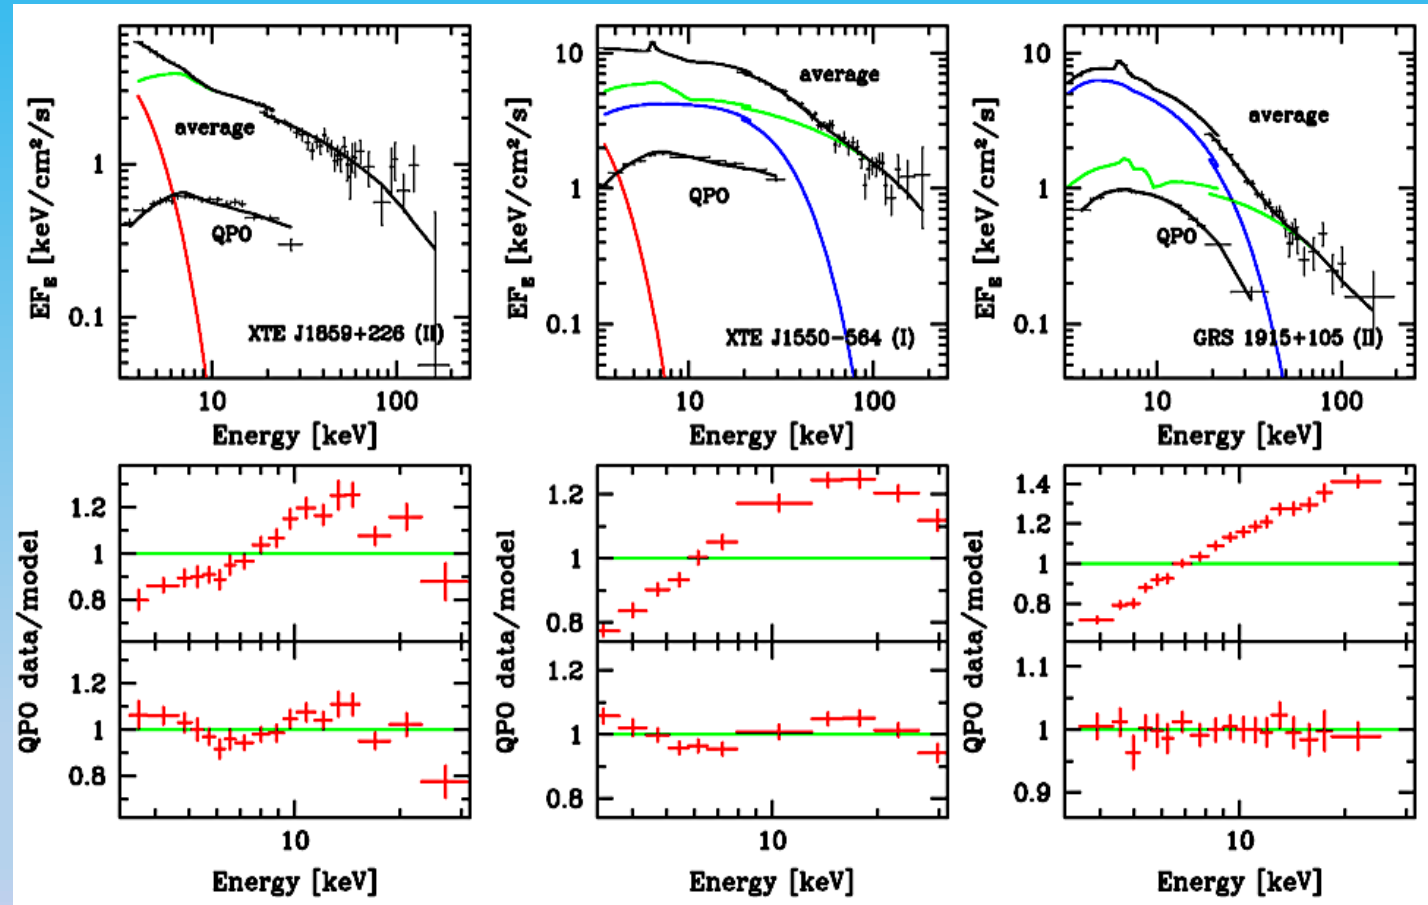 EF_E [keV/cm²/s]
1
0.1
average
QPO
XTE J1859+226 (II)
10 100
Energy [keV]
EF_E [keV/cm²/s]
10
1
0.1
average
QPO
XTE J1550-564 (I)
10 100
Energy [keV]
EF_E [keV/cm²/s]
10
1
0.1
average
QPO
GRS 1915+105 (II)
10 100
Energy [keV]
QPO data/model
1.2
1
0.8
1.2
1
0.8
10
Energy [keV]
QPO data/model
1.2
1
0.8
1.2
1
0.8
10
Energy [keV]
QPO data/model
1.4
1.2
1
0.8
1.1
1
0.9
10
Energy [keV]